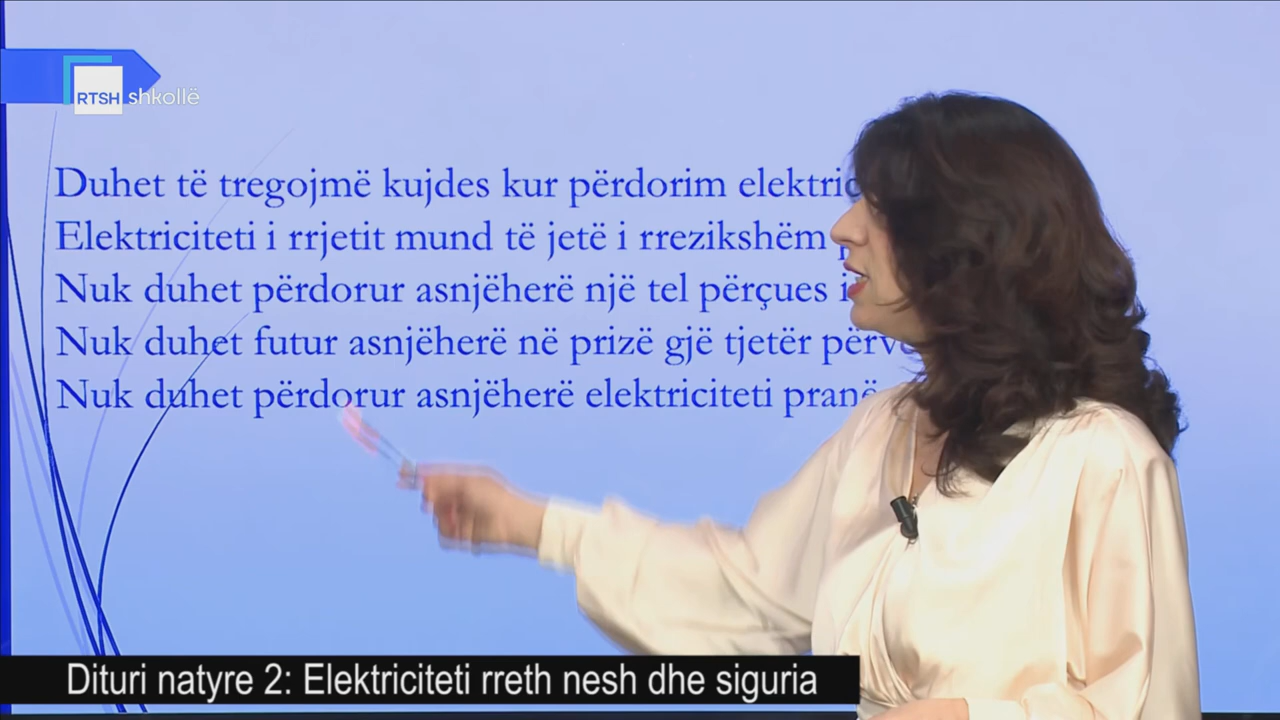 RTSH shkollë
Duhet të tregojmë kujdes kur përdorim
Elektriciteti i rrjetit mund të jetë i rrezikshëm
Nuk duhet përdorur asnjëherë një tel përçues
Nuk duhet futur asnjëherë në prizë gjë tjetër
Nuk duhet përdorur asnjëherë elektriciteti pranë
Dituri natyre 2: Elektriciteti rreth nesh dhe siguria